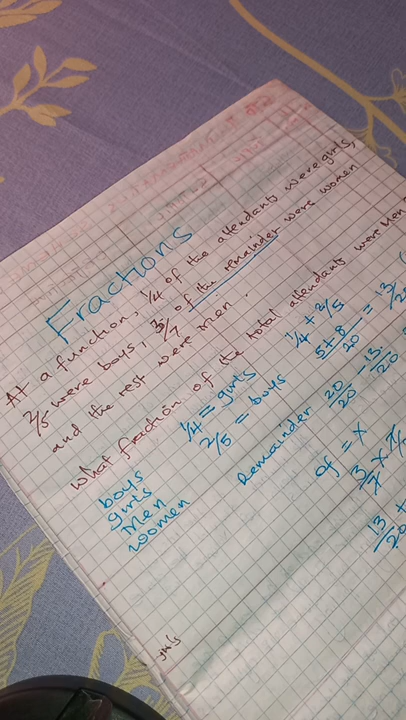 Fractions
At a function, 1/4 of the attendants were girls,
2/5 were boys, 3/7 of the remainder were women
and the rest were men.
What fraction of the total attendants were Men
boys
girls
Men
women
1/4 = girls
2/5 = boys
1/4 + 2/5
5+8/20 = 13/20
Remainder 20/20 - 13/20
of = x
3/7 x 7/
13/20 +